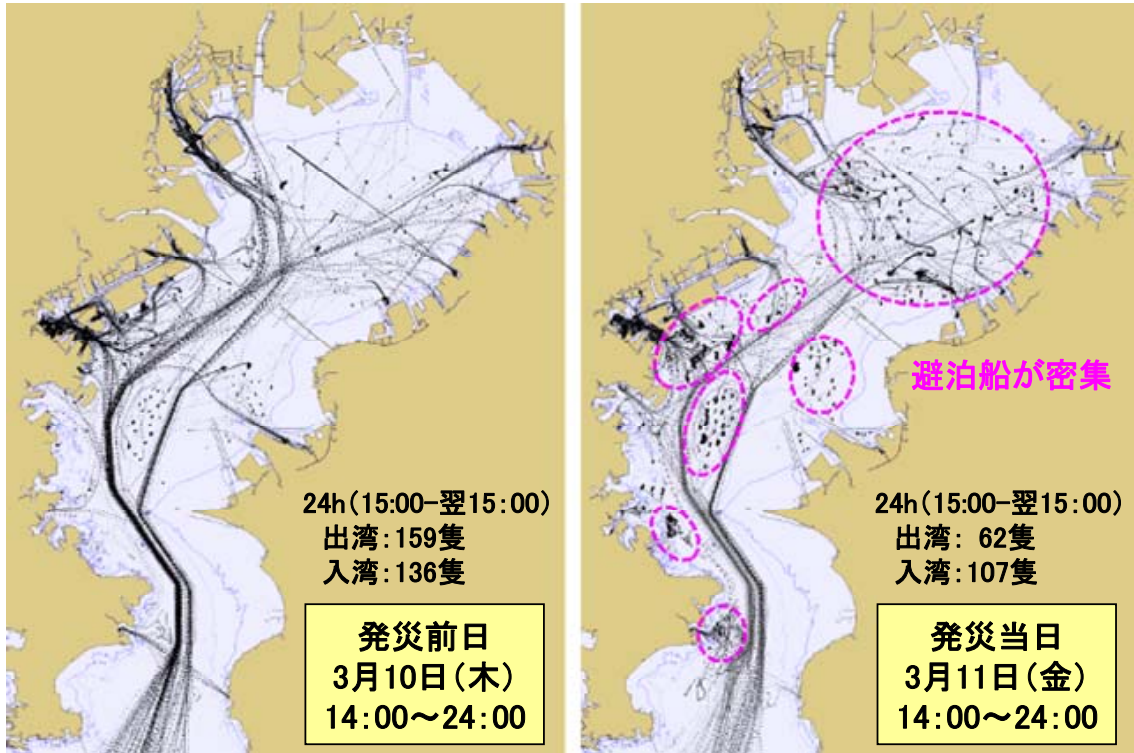 24h(15:00-翌15:00)
出湾:159隻
入湾:136隻
発災前日
3月10日(木)
14:00～24:00
避泊船が密集
24h(15:00-翌15:00)
出湾: 62隻
入湾:107隻
発災当日
3月11日(金)
14:00～24:00